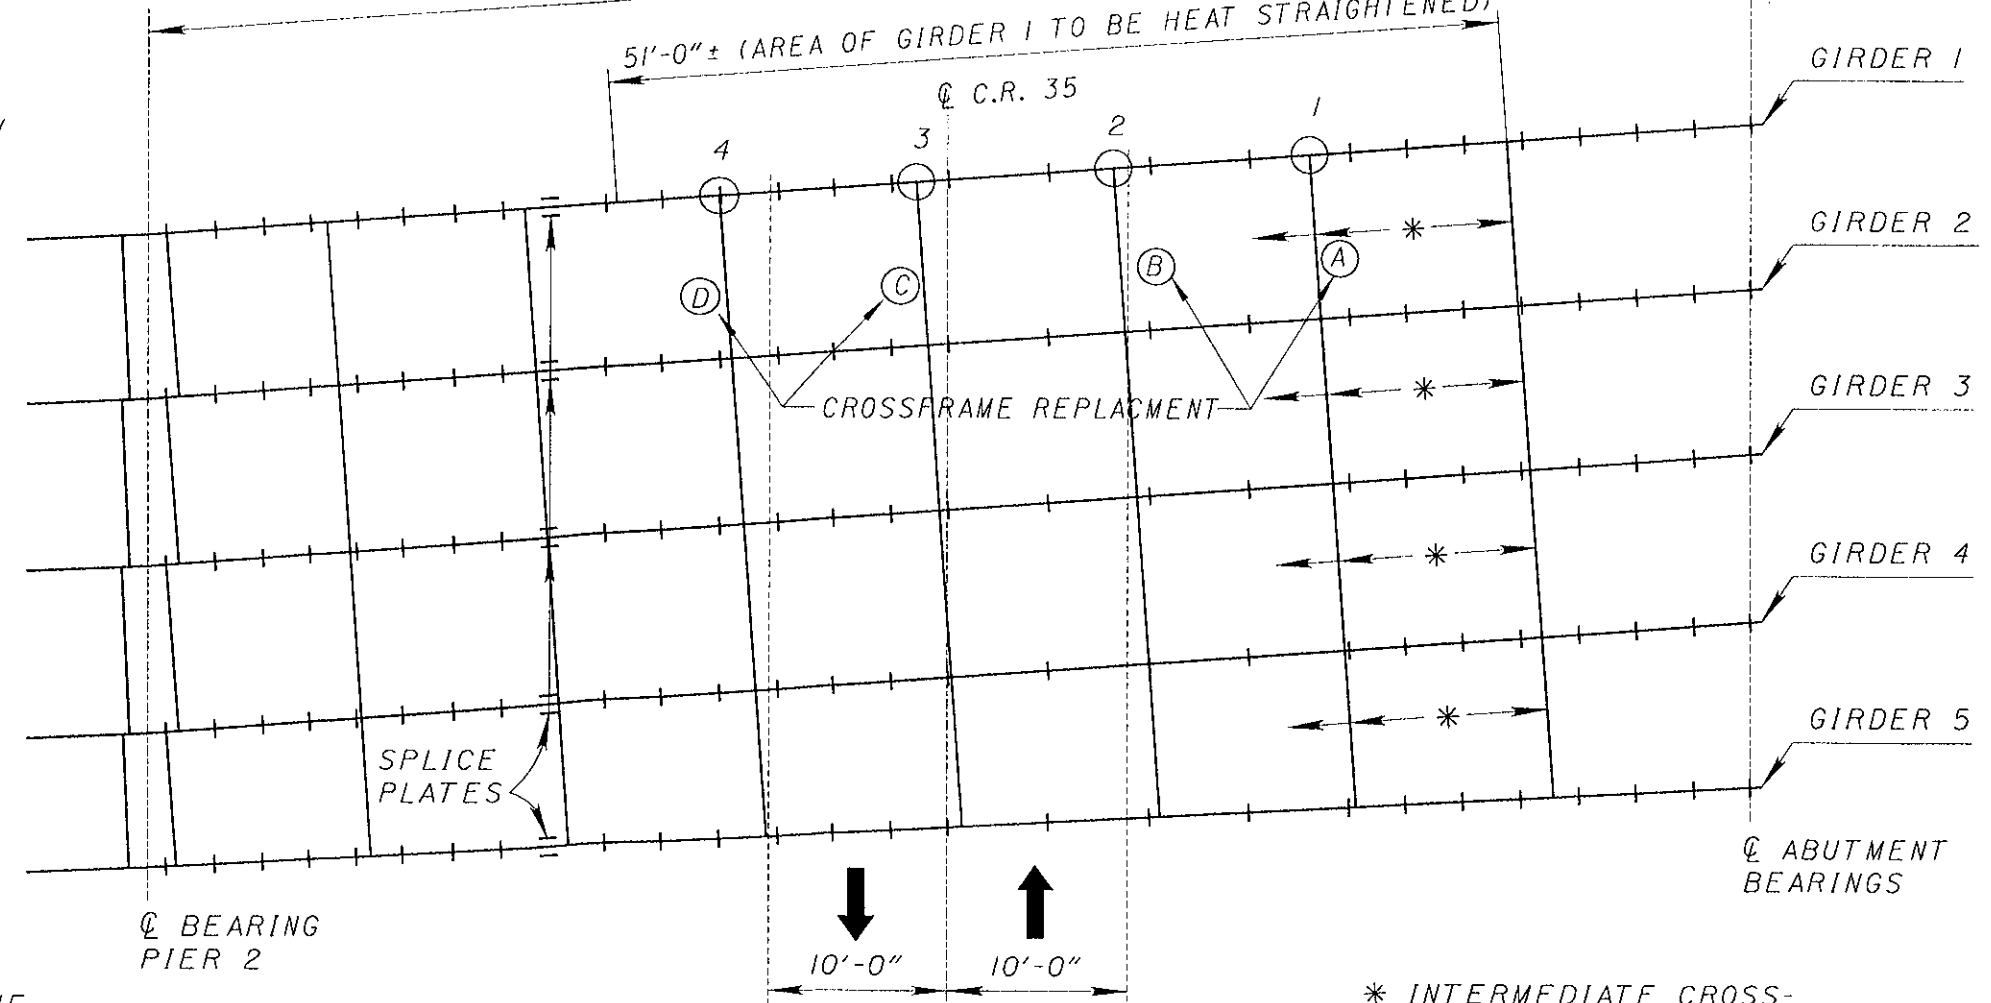 51'-0"± (AREA OF GIRDER 1 TO BE HEAT STRAIGHTENED)
℄ C.R. 35
GIRDER 1
4
3
2
1
GIRDER 2
*
A
B
C
D
GIRDER 3
*
CROSSFRAME REPLACMENT
GIRDER 4
*
GIRDER 5
*
SPLICE
PLATES
℄ ABUTMENT
BEARINGS
℄ BEARING
PIER 2
10'-0"
10'-0"
* INTERMEDIATE CROSS-